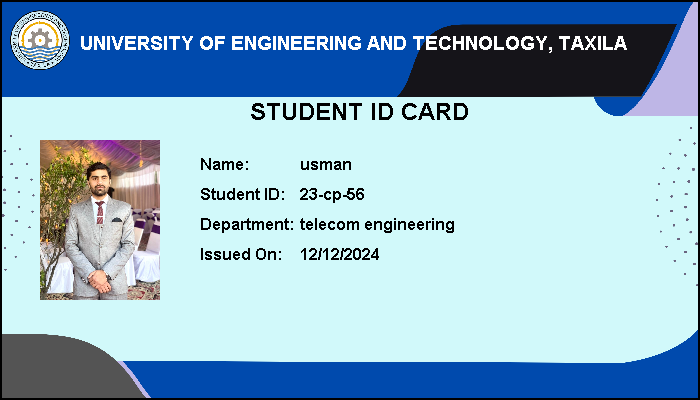 UNIVERSITY OF ENGINEERING AND TECHNOLOGY, TAXILA
STUDENT ID CARD
Name: usman
Student ID: 23-cp-56
Department: telecom engineering
Issued On: 12/12/2024